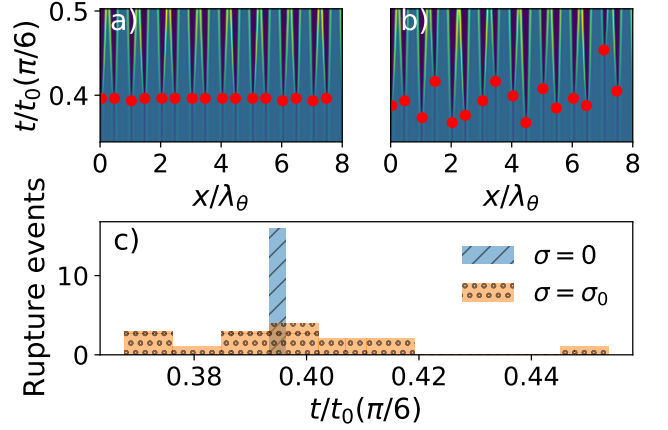 a) b)
0.5
0.4
t/t₀(π/6)
0 2 4 6 8 0 2 4 6 8
x/λ_θ x/λ_θ
c)
Rupture events
10
0
σ = 0
σ = σ₀
0.38 0.40 0.42 0.44
t/t₀(π/6)